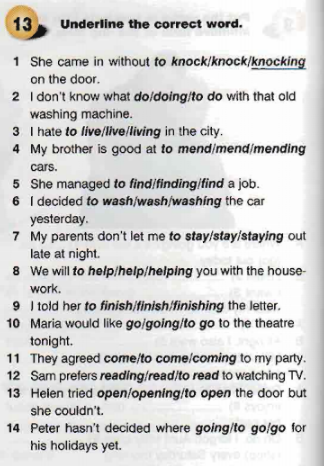 13 Underline the correct word.
1 She came in without to knock/knock/knocking
on the door.
2 I don't know what do/doing/to do with that old
washing machine.
3 I hate to live/live/living in the city.
4 My brother is good at to mend/mend/mending
cars.
5 She managed to find/finding/find a job.
6 I decided to wash/wash/washing the car
yesterday.
7 My parents don't let me to stay/stay/staying out
late at night.
8 We will to help/help/helping you with the house-
work.
9 I told her to finish/finish/finishing the letter.
10 Maria would like go/going/to go to the theatre
tonight.
11 They agreed come/to come/coming to my party.
12 Sam prefers reading/read/to read to watching TV.
13 Helen tried open/opening/to open the door but
she couldn't.
14 Peter hasn't decided where going/to go/go for
his holidays yet.